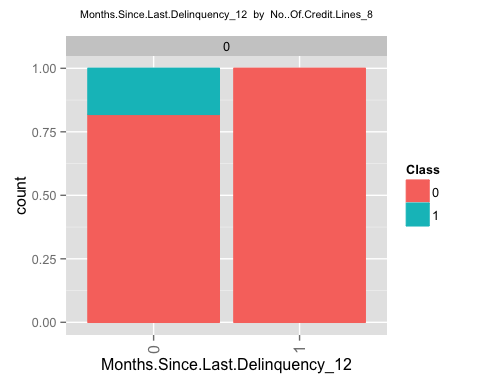 Months.Since.Last.Delinquency_12 by No..Of.Credit.Lines_8
0
1.00
0.75
0.50
0.25
0.00
count
0
1
Months.Since.Last.Delinquency_12
Class
0
1